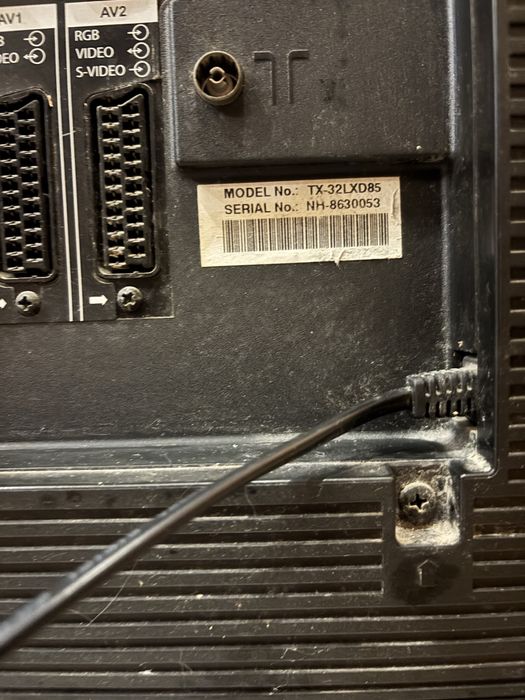 AV1
AV2
RGB
VIDEO
S-VIDEO
MODEL No.: TX-32LXD85
SERIAL No.: NH-8630053